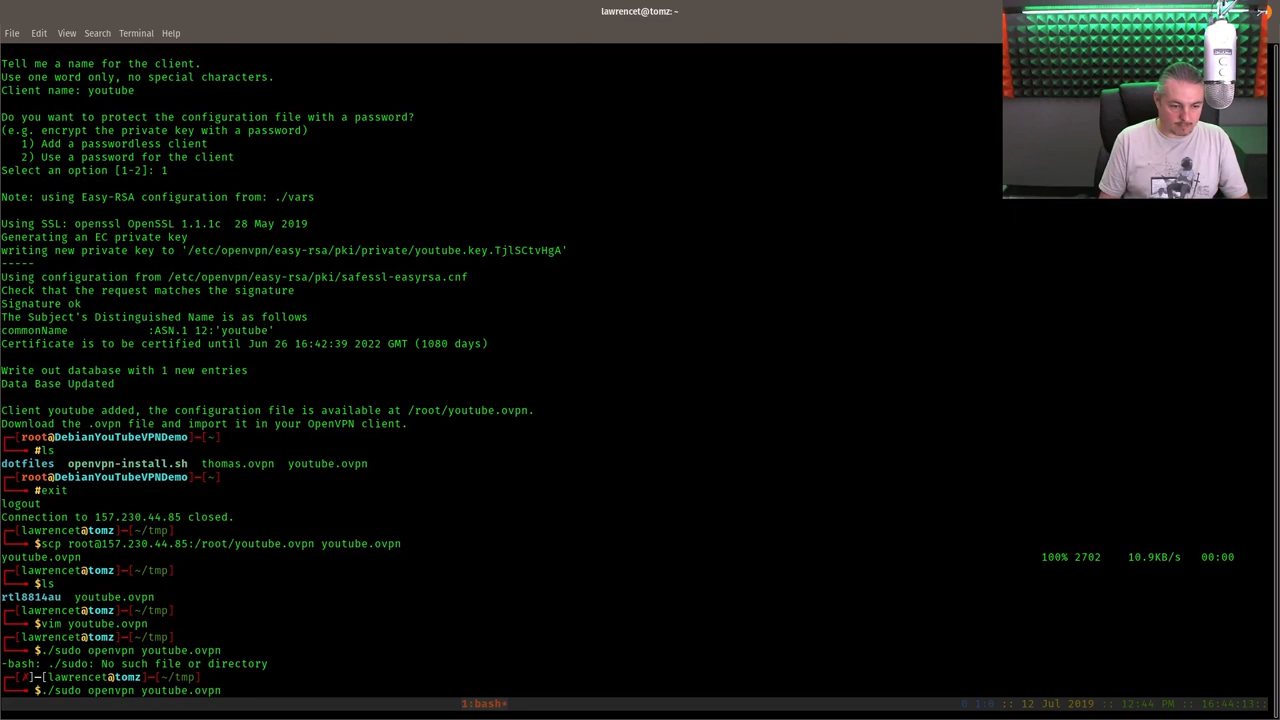 lawrencet@tomz: ~
File Edit View Search Terminal Help
Tell me a name for the client.
Use one word only, no special characters.
Client name: youtube
Do you want to protect the configuration file with a password?
(e.g. encrypt the private key with a password)
1) Add a passwordless client
2) Use a password for the client
Select an option [1-2]: 1
Note: using Easy-RSA configuration from: ./vars
Using SSL: openssl OpenSSL 1.1.1c  28 May 2019
Generating an EC private key
writing new private key to '/etc/openvpn/easy-rsa/pki/private/youtube.key.TjlSCtvHgA'
-----
Using configuration from /etc/openvpn/easy-rsa/pki/safessl-easyrsa.cnf
Check that the request matches the signature
Signature ok
The Subject's Distinguished Name is as follows
commonName            :ASN.1 12:'youtube'
Certificate is to be certified until Jun 26 16:42:39 2022 GMT (1080 days)
Write out database with 1 new entries
Data Base Updated
Client youtube added, the configuration file is available at /root/youtube.ovpn.
Download the .ovpn file and import it in your OpenVPN client.
┌─[root@DebianYouTubeVPNDemo]─[~]
└──╼ #ls
dotfiles  openvpn-install.sh  thomas.ovpn  youtube.ovpn
┌─[root@DebianYouTubeVPNDemo]─[~]
└──╼ #exit
logout
Connection to 157.230.44.85 closed.
┌─[lawrencet@tomz]─[~/tmp]
└──╼ $scp root@157.230.44.85:/root/youtube.ovpn youtube.ovpn
youtube.ovpn 100% 2702 10.9KB/s 00:00
┌─[lawrencet@tomz]─[~/tmp]
└──╼ $ls
rtl8814au  youtube.ovpn
┌─[lawrencet@tomz]─[~/tmp]
└──╼ $vim youtube.ovpn
┌─[lawrencet@tomz]─[~/tmp]
└──╼ $./sudo openvpn youtube.ovpn
-bash: ./sudo: No such file or directory
┌─[✗]─[lawrencet@tomz]─[~/tmp]
└──╼ $./sudo openvpn youtube.ovpn
1:bash* 0 1:0 :: 12 Jul 2019 :: 12:44 PM :: 16:44:13::